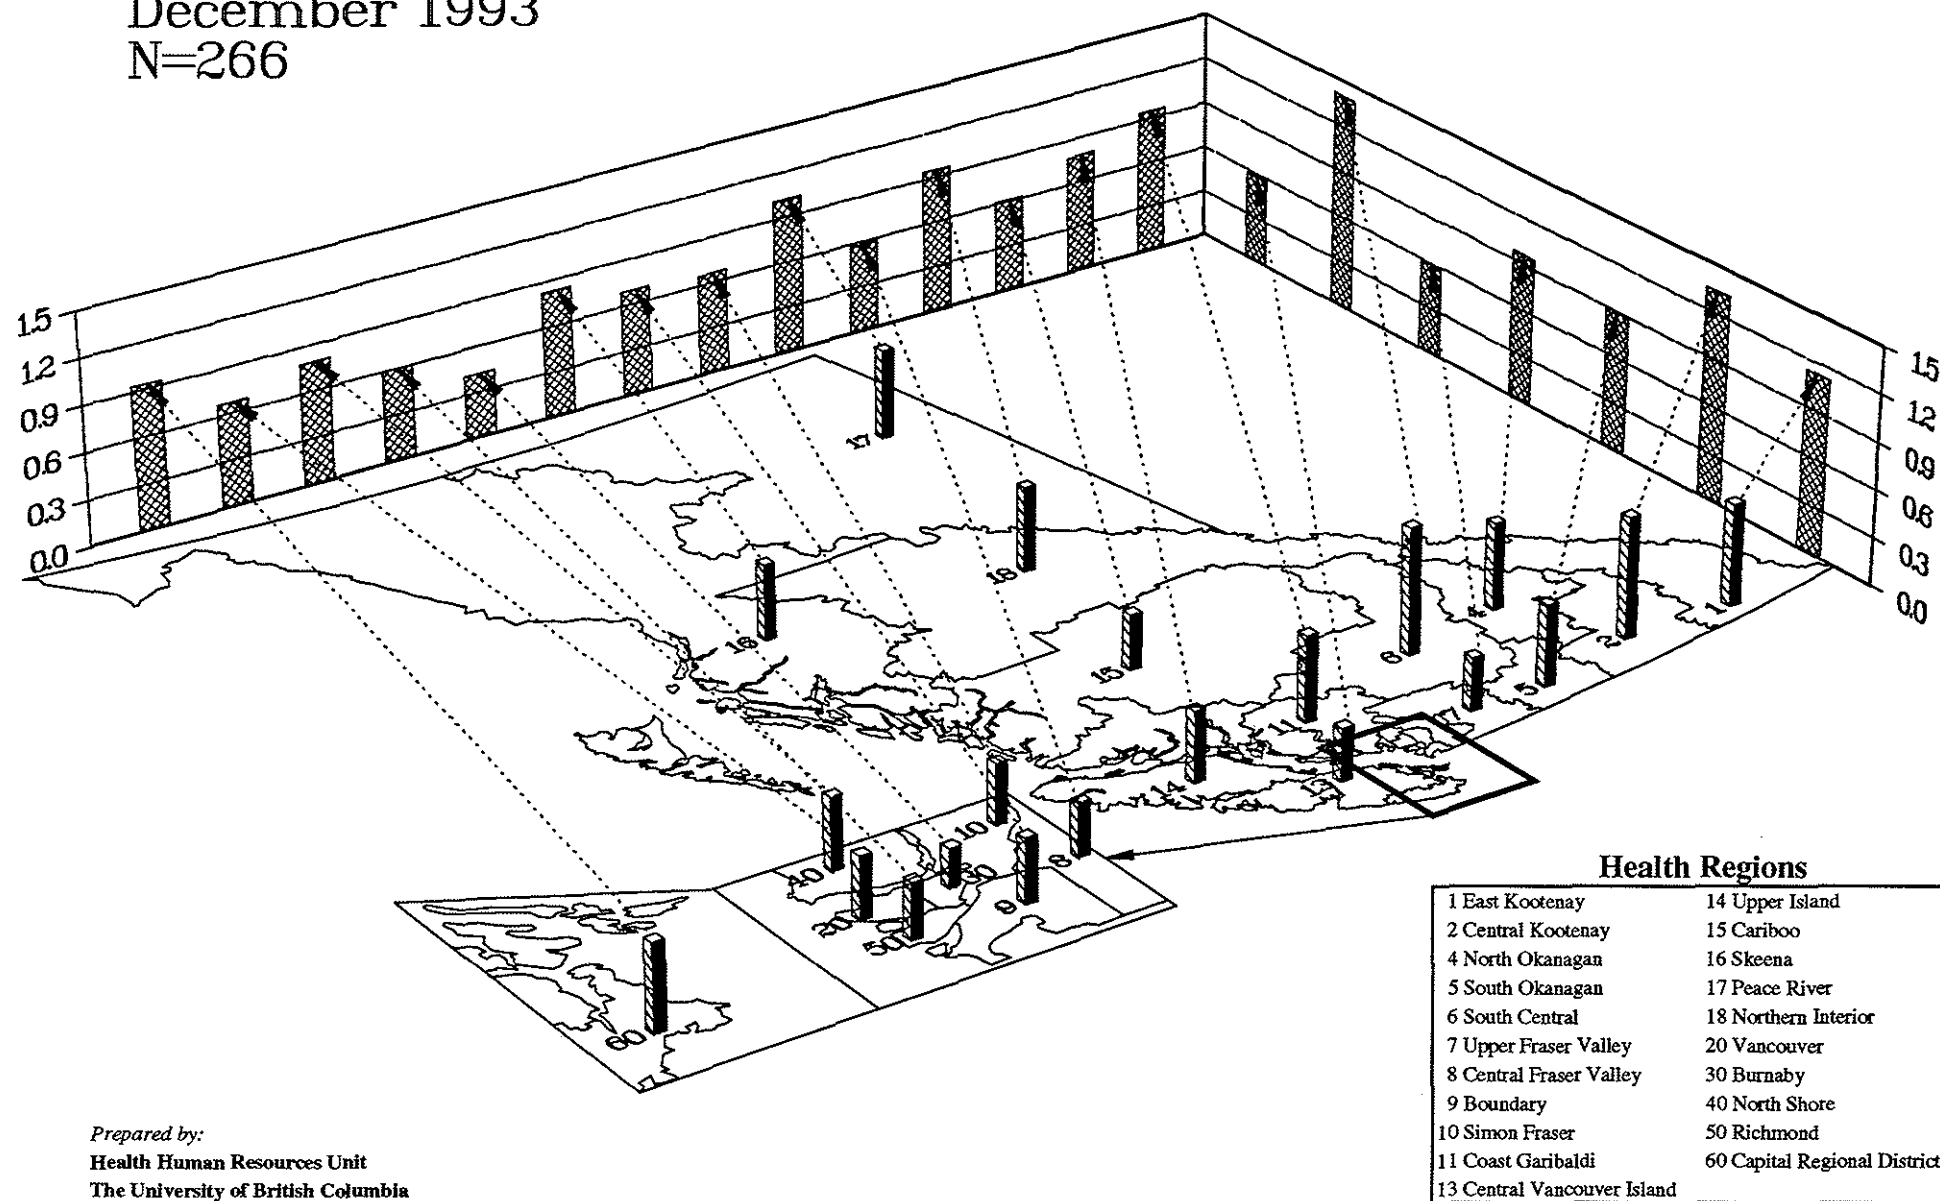 December 1993
N=266
1.5
1.2
0.9
0.6
0.3
0.0
1.5
1.2
0.9
0.6
0.3
0.0
17
18
16
15
1
2
5
6
11
14
13
10
8
9
30
40
20
50
60
Health Regions
1 East Kootenay
2 Central Kootenay
4 North Okanagan
5 South Okanagan
6 South Central
7 Upper Fraser Valley
8 Central Fraser Valley
9 Boundary
10 Simon Fraser
11 Coast Garibaldi
13 Central Vancouver Island
14 Upper Island
15 Cariboo
16 Skeena
17 Peace River
18 Northern Interior
20 Vancouver
30 Burnaby
40 North Shore
50 Richmond
60 Capital Regional District
Prepared by:
Health Human Resources Unit
The University of British Columbia